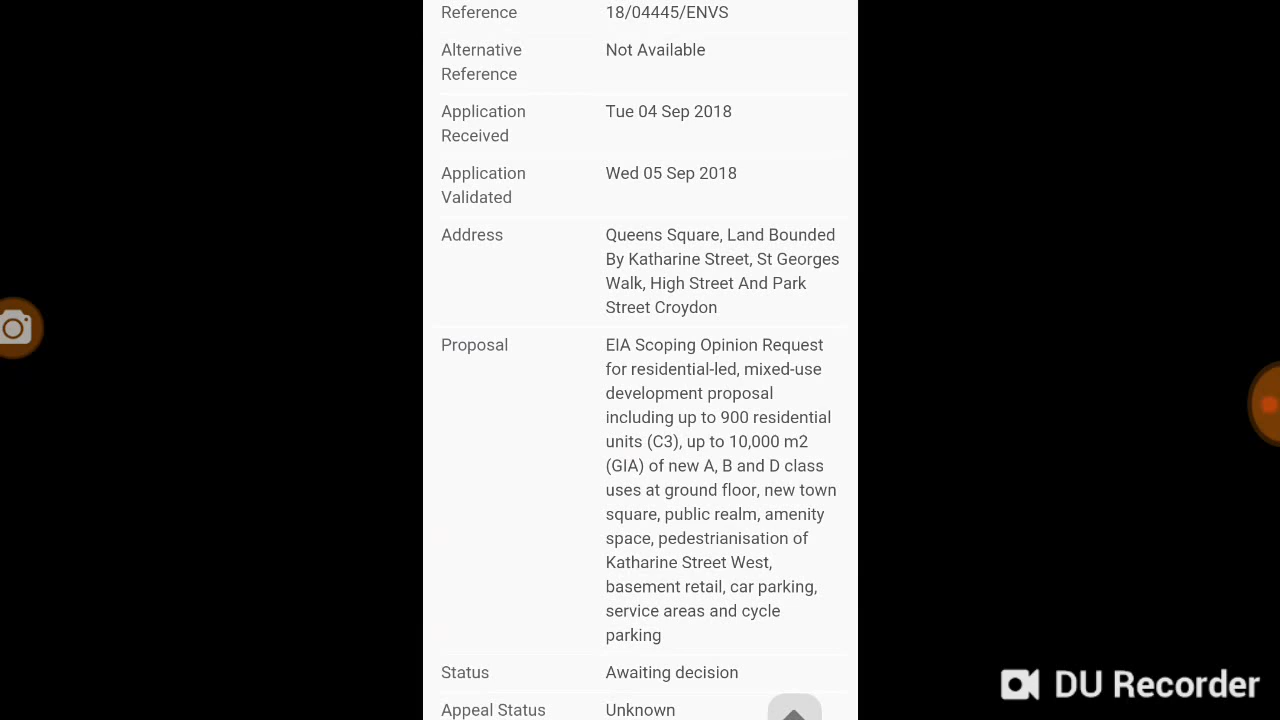 Reference 18/04445/ENVS
Alternative Not Available
Reference
Application Tue 04 Sep 2018
Received
Application Wed 05 Sep 2018
Validated
Address Queens Square, Land Bounded
By Katharine Street, St Georges
Walk, High Street And Park
Street Croydon
Proposal EIA Scoping Opinion Request
for residential-led, mixed-use
development proposal
including up to 900 residential
units (C3), up to 10,000 m2
(GIA) of new A, B and D class
uses at ground floor, new town
square, public realm, amenity
space, pedestrianisation of
Katharine Street West,
basement retail, car parking,
service areas and cycle
parking
Status Awaiting decision
Appeal Status Unknown
DU Recorder